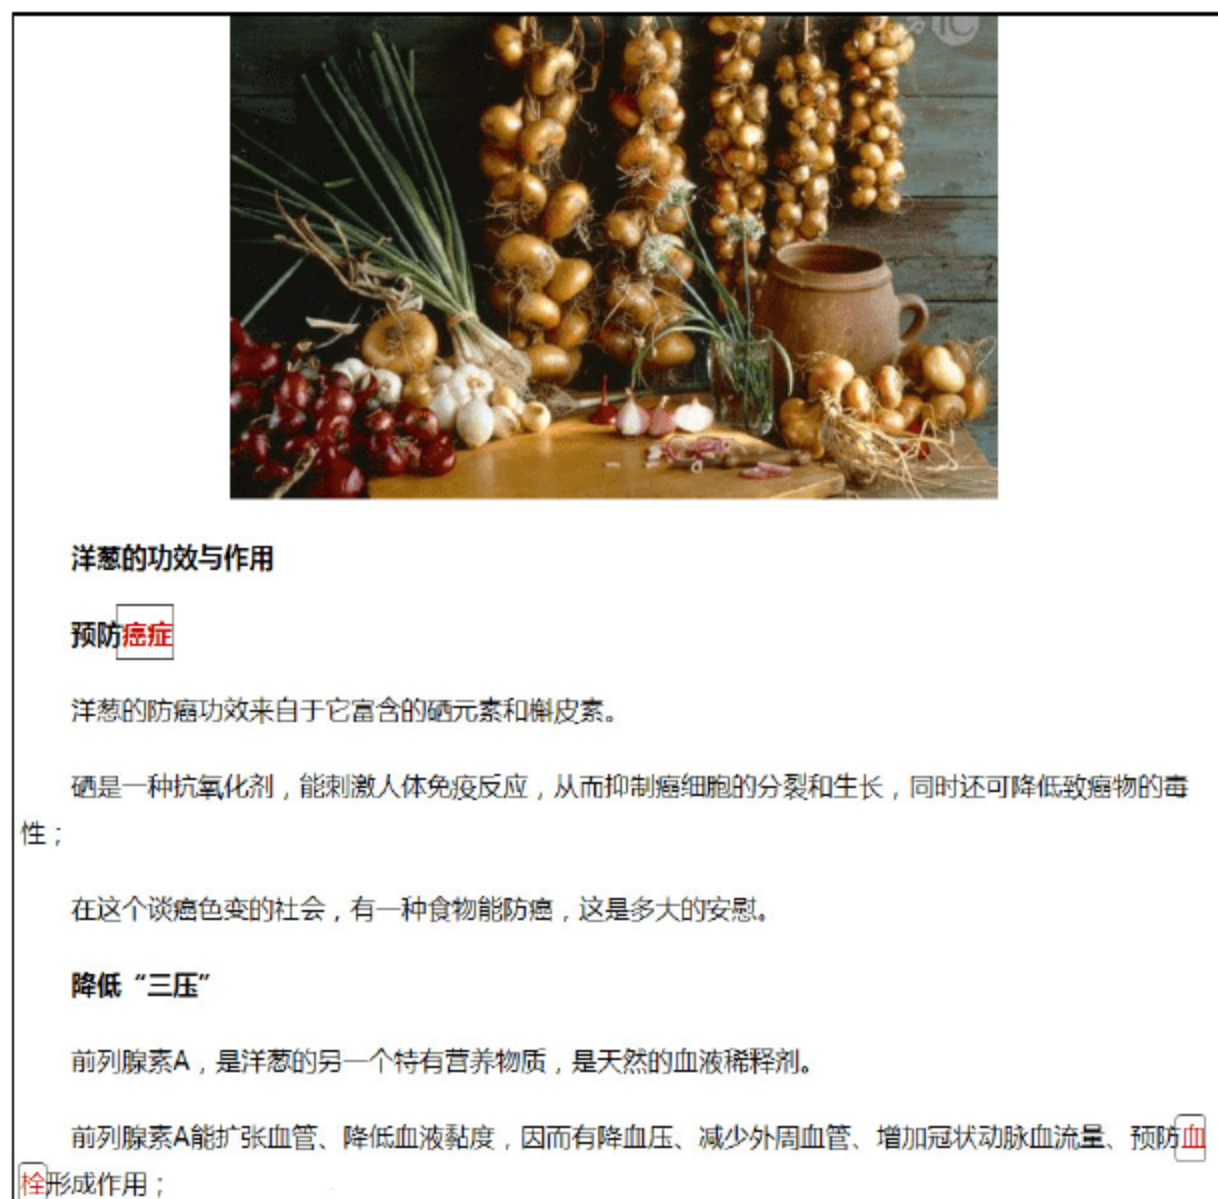 洋葱的功效与作用
预防癌症
洋葱的防癌功效来自于它富含的硒元素和槲皮素。
硒是一种抗氧化剂，能刺激人体免疫反应，从而抑制癌细胞的分裂和生长，同时还可降低致癌物的毒
性；
在这个谈癌色变的社会，有一种食物能防癌，这是多大的安慰。
降低“三压”
前列腺素A，是洋葱的另一个特有营养物质，是天然的血液稀释剂。
前列腺素A能扩张血管、降低血液黏度，因而有降血压、减少外周血管、增加冠状动脉血流量、预防血
栓形成作用；